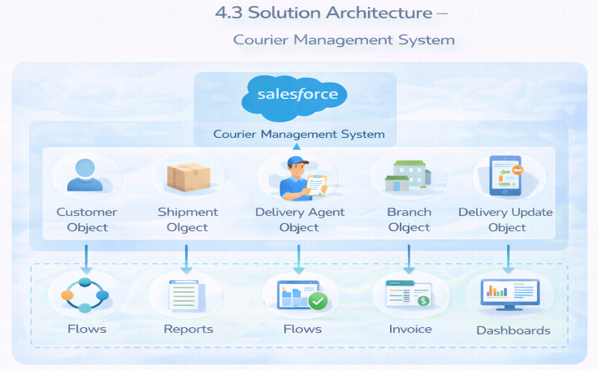 4.3 Solution Architecture –
Courier Management System
salesforce
Courier Management System
Customer
Object
Shipment
Olgect
Delivery Agent
Object
Branch
Olgect
Delivery Update
Object
Flows
Reports
Flows
Invoice
Dashboards